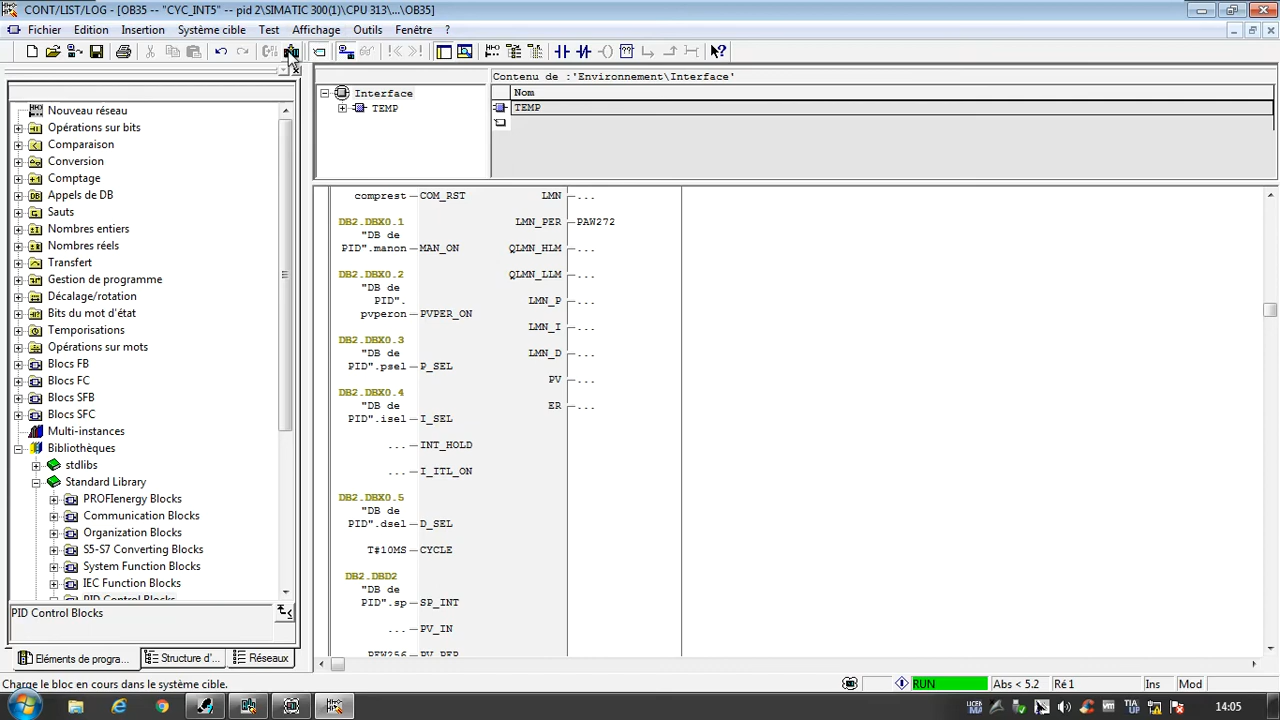 CONT/LIST/LOG - [OB35 -- "CYC_INT5" -- pid 2\SIMATIC 300(1)\CPU 313...\OB35]
Fichier Edition Insertion Système cible Test Affichage Outils Fenêtre ?
Nouveau réseau
Opérations sur bits
Comparaison
Conversion
Comptage
Appels de DB
Sauts
Nombres entiers
Nombres réels
Transfert
Gestion de programme
Décalage/rotation
Bits du mot d'état
Temporisations
Opérations sur mots
Blocs FB
Blocs FC
Blocs SFB
Blocs SFC
Multi-instances
Bibliothèques
stdlibs
Standard Library
PROFIenergy Blocks
Communication Blocks
Organization Blocks
S5-S7 Converting Blocks
System Function Blocks
IEC Function Blocks
PID Control Blocks
PID Control Blocks
Eléments de progra...
Structure d'...
Réseaux
Interface
TEMP
Contenu de :'Environnement\Interface'
Nom
TEMP
comprest COM_RST LMN ...
DB2.DBX0.1 LMN_PER PAW272
"DB de
PID".manon MAN_ON QLMN_HLM ...
DB2.DBX0.2 QLMN_LLM ...
"DB de
PID". LMN_P ...
pvperon PVPER_ON
LMN_I ...
DB2.DBX0.3
"DB de LMN_D ...
PID".psel P_SEL
PV ...
DB2.DBX0.4
"DB de ER ...
PID".isel I_SEL
... INT_HOLD
... I_ITL_ON
DB2.DBX0.5
"DB de
PID".dsel D_SEL
T#10MS CYCLE
DB2.DBD2
"DB de
PID".sp SP_INT
... PV_IN
PEW256 PV_PER
Charge le bloc en cours dans le système cible.
RUN Abs < 5.2 Ré 1 Ins Mod
14:05